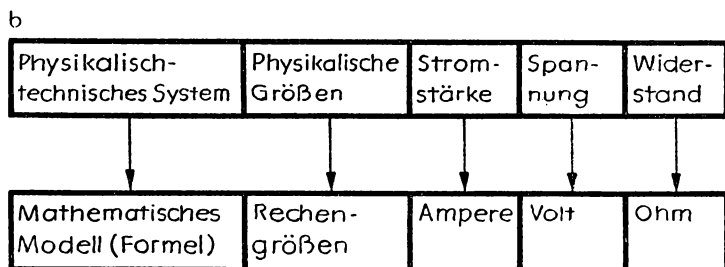 b
Physikalisch-
technisches System
Physikalische
Größen
Strom-
stärke
Span-
nung
Wider-
stand
Mathematisches
Modell (Formel)
Rechen-
größen
Ampere
Volt
Ohm